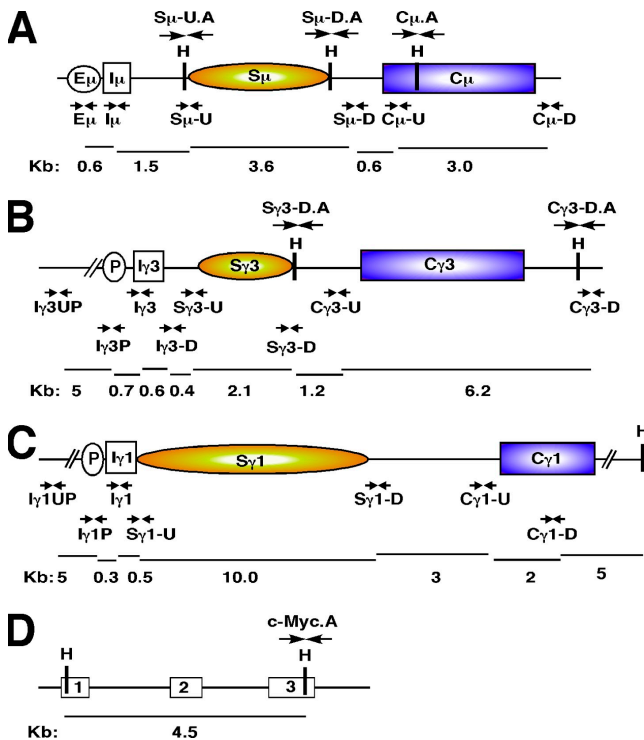 A
Sμ-U.A Sμ-D.A Cμ.A
H H H
Eμ Iμ Sμ Cμ
Eμ Iμ Sμ-U Sμ-D Cμ-U Cμ-D
Kb: 0.6 1.5 3.6 0.6 3.0
B
Sγ3-D.A Cγ3-D.A
H H
P Iγ3 Sγ3 Cγ3
Iγ3UP Iγ3 Sγ3-U Cγ3-U Cγ3-D
Iγ3P Iγ3-D Sγ3-D
Kb: 5 0.7 0.6 0.4 2.1 1.2 6.2
C
H
P Iγ1 Sγ1 Cγ1
Iγ1UP Iγ1 Sγ1-D Cγ1-U
Iγ1P Sγ1-U Cγ1-D
Kb: 5 0.3 0.5 10.0 3 2 5
D
c-Myc.A
H H
1 2 3
Kb: 4.5